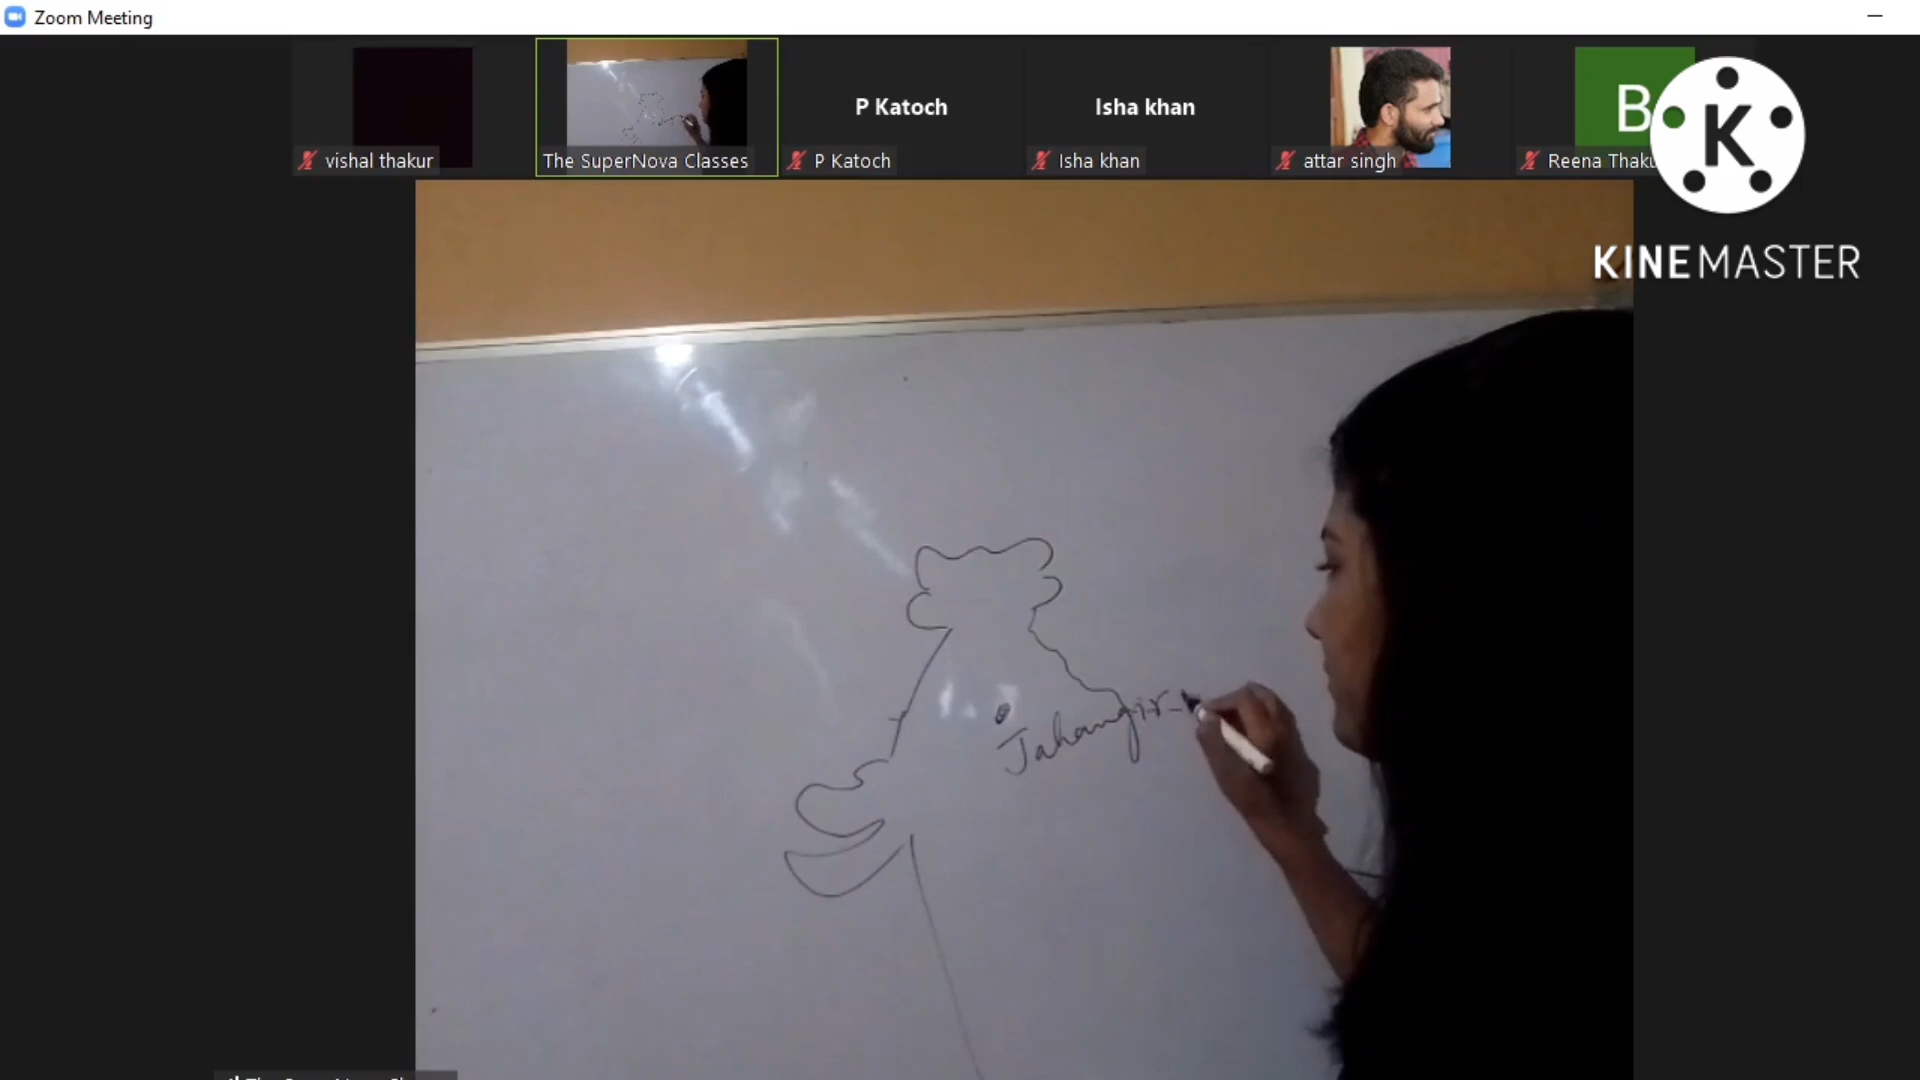 Zoom Meeting
vishal thakur
The SuperNova Classes
P Katoch
P Katoch
Isha khan
Isha khan
attar singh
B
Reena Thaku
K
KINEMASTER
Jahangir